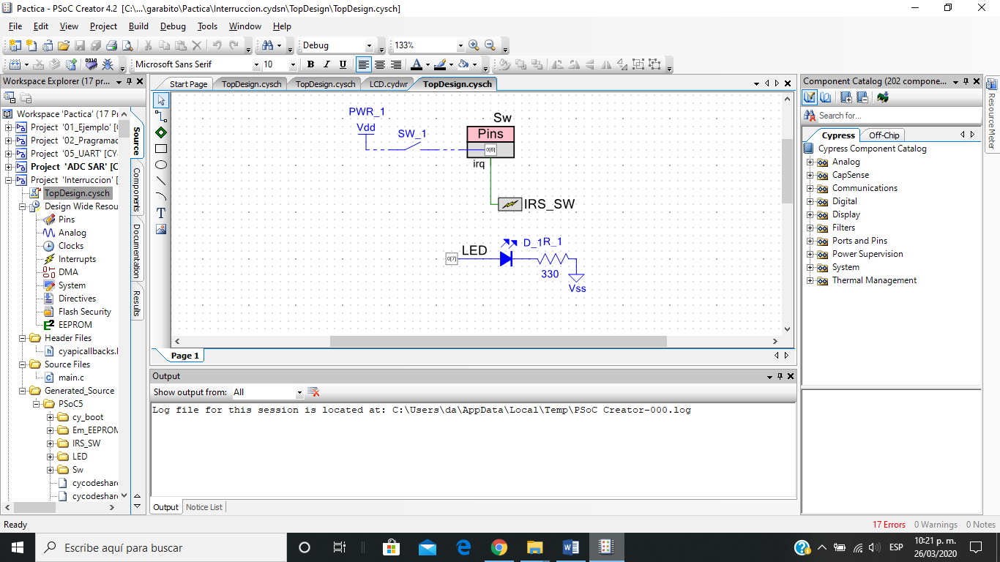 Pactica - PSoC Creator 4.2 [C:\...\garabito\Pactica\Interruccion.cydsn\TopDesign\TopDesign.cysch]
File Edit View Project Build Debug Tools Window Help
Debug 133%
Microsoft Sans Serif 10 B I U A
Workspace Explorer (17 pr...
Workspace 'Pactica' (17 Pr
Project '01_Ejemplo' [C
Project '02_Pragramac
Project '05_UART' [CY
Project 'ADC SAR' [C
Project 'Interruccion' [
TopDesign.cysch
Design Wide Resou
Pins
Analog
Clocks
Interrupts
DMA
System
Directives
Flash Security
EEPROM
Header Files
cyapicallbacks.h
Source Files
main.c
Generated_Source
PSoC5
cy_boot
Em_EEPROM
IRS_SW
LED
Sw
cycodeshare
cycodeshare
Source
Components
Documentation
Results
Start Page TopDesign.cysch TopDesign.cysch LCD.cydwr TopDesign.cysch
T
PWR_1
Vdd
SW_1
Sw
Pins
0[6]
irq
IRS_SW
LED
0[7]
D_1
R_1
330
Vss
Page 1
Output
Show output from: All
Log file for this session is located at: C:\Users\da\AppData\Local\Temp\PSoC Creator-000.log
Output Notice List
Component Catalog (202 compone...
Search for...
Cypress Off-Chip
Cypress Component Catalog
Analog
CapSense
Communications
Digital
Display
Filters
Ports and Pins
Power Supervision
System
Thermal Management
Resource Meter
Ready
17 Errors 0 Warnings 0 Notes
Escribe aquí para buscar
ESP
10:21 p. m.
26/03/2020